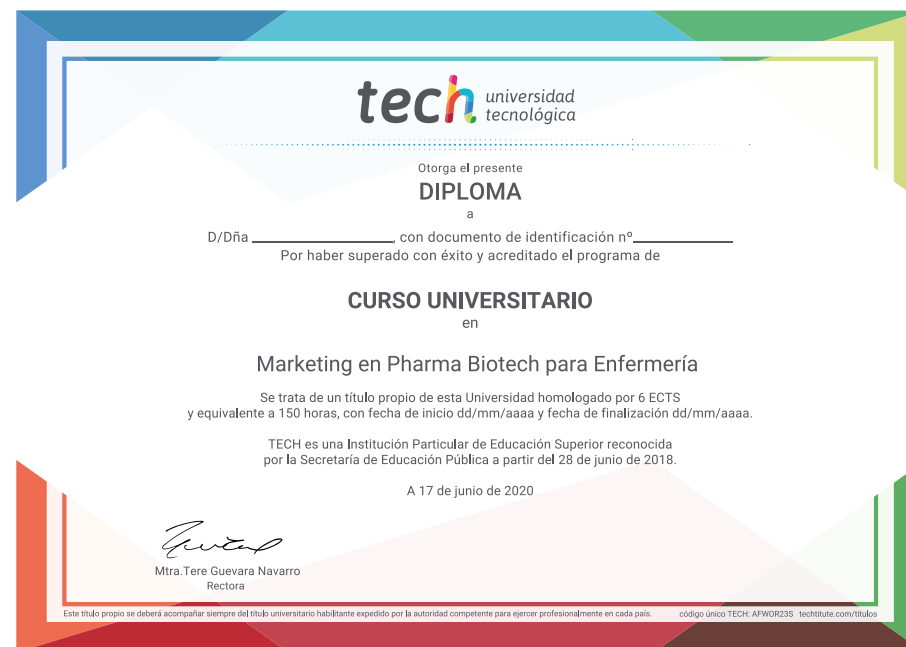 tech universidad
tecnológica
Otorga el presente
DIPLOMA
a
D/Dña ____________________, con documento de identificación nº______________
Por haber superado con éxito y acreditado el programa de
CURSO UNIVERSITARIO
en
Marketing en Pharma Biotech para Enfermería
Se trata de un título propio de esta Universidad homologado por 6 ECTS
y equivalente a 150 horas, con fecha de inicio dd/mm/aaaa y fecha de finalización dd/mm/aaaa.
TECH es una Institución Particular de Educación Superior reconocida
por la Secretaría de Educación Pública a partir del 28 de junio de 2018.
A 17 de junio de 2020
Mtra.Tere Guevara Navarro
Rectora
Este título propio se deberá acompañar siempre del título universitario habilitante expedido por la autoridad competente para ejercer profesionalmente en cada país. código único TECH: AFWOR23S techtitute.com/titulos